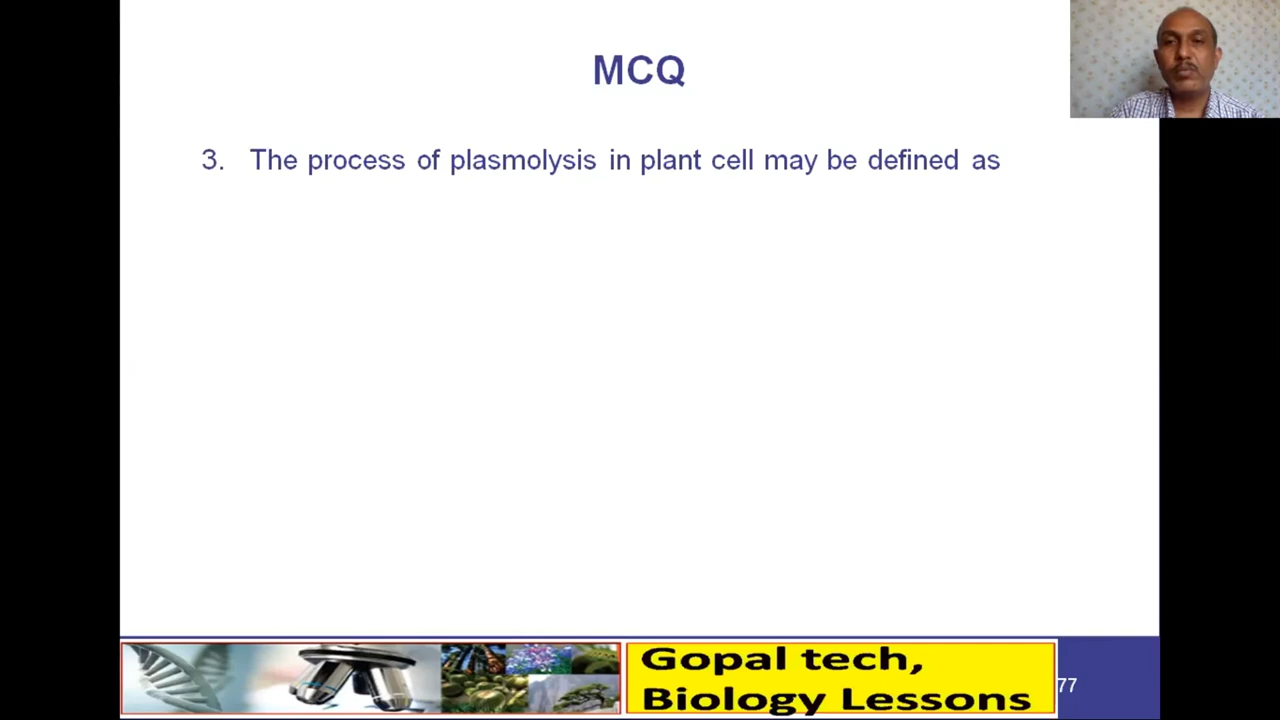 MCQ
3. The process of plasmolysis in plant cell may be defined as
Gopal tech,
Biology Lessons
77